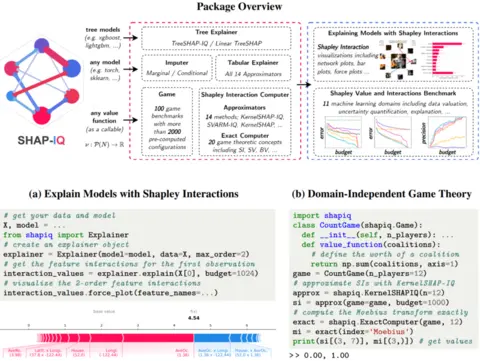 Package Overview
tree models
(e.g. xgboost,
lightgbm, ...)
any model
(e.g. torch,
sklearn, ...)
any value
function
(as a callable)
ν : P(N) → ℝ
SHAP-IQ
Tree Explainer
TreeSHAP-IQ / Linear TreeSHAP
Imputer
Marginal / Conditional
Tabular Explainer
All 14 Approximators
Game
100 game
benchmarks
with more
than 2000
pre-computed
configurations
Shapley Interaction Computer
Approximators
14 methods; KernelSHAP-IQ,
SVARM-IQ, KernelSHAP, ...
Exact Computer
20 game theoretic concepts
including SI, SV, BV, ...
Explaining Models with Shapley Interactions
Shapley Interaction
visualizations including
network plots, bar
plots, force plots ...
Shapley Value and Interactions Benchmark
11 machine learning domains including data valuation,
uncertainty quantification, explanation ...
error
budget
error
budget
precision
budget
(a) Explain Models with Shapley Interactions
# get your data and model
X, model = ...
from shapiq import Explainer
# create an explainer object
explainer = Explainer(model=model, data=X, max_order=2)
# get the feature interactions for the first observation
interaction_values = explainer.explain(X[0], budget=1024)
# visualize the 2-order feature interactions
interaction_values.force_plot(feature_names=...)
base value
4.54
(b) Domain-Independent Game Theory
import shapiq
class CountGame(shapiq.Game):
def __init__(self, n_players): ...
def value_function(coalitions):
# define the worth of a coalition
return np.sum(coalitions, axis=1)
game = CountGame(n_players=12)
# approximate SIs with KernelSHAP-IQ
approx = shapiq.KernelSHAPIQ(n=12)
si = approx(game=game, budget=1000)
# compute the Moebius transform exactly
exact = shapiq.ExactComputer(game, 12)
mi = exact(index='Moebius')
print(si[(3, 7)], mi[(3,)]) # get values
>> 0.00, 1.00